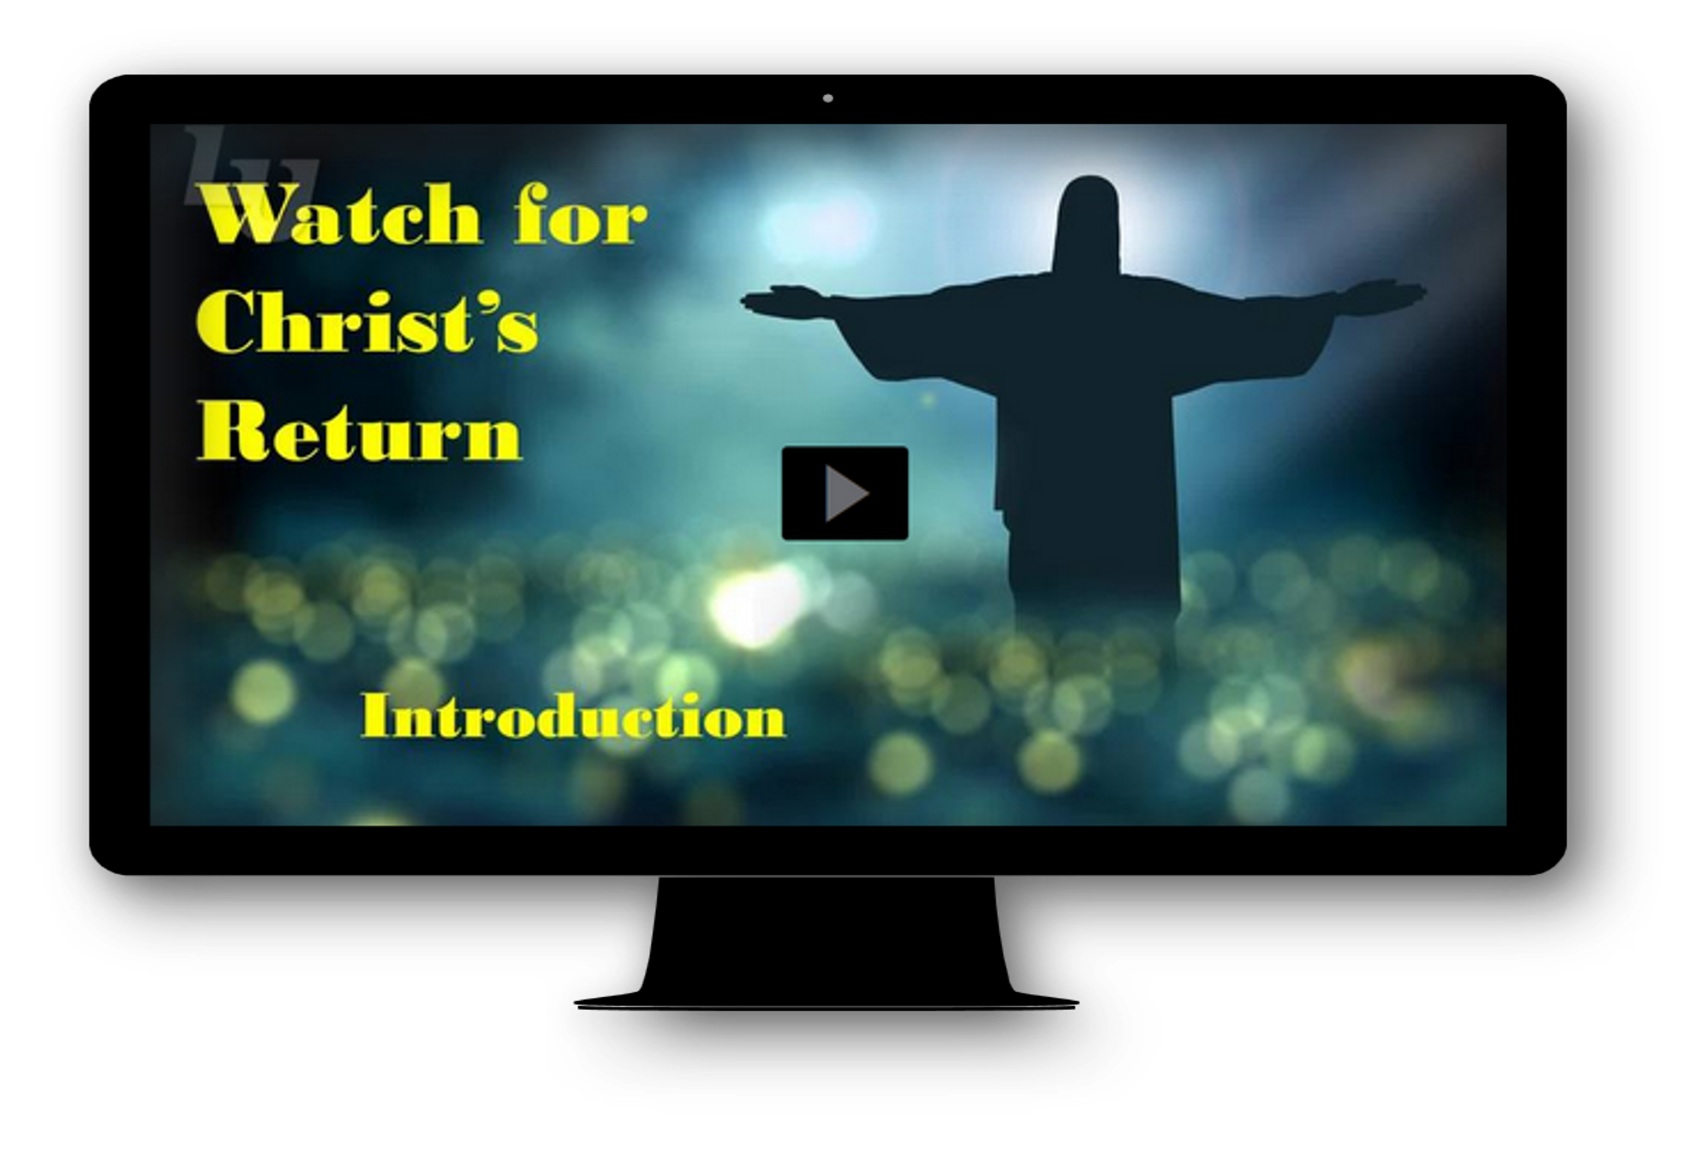 Watch for
Christ's
Return
Introduction